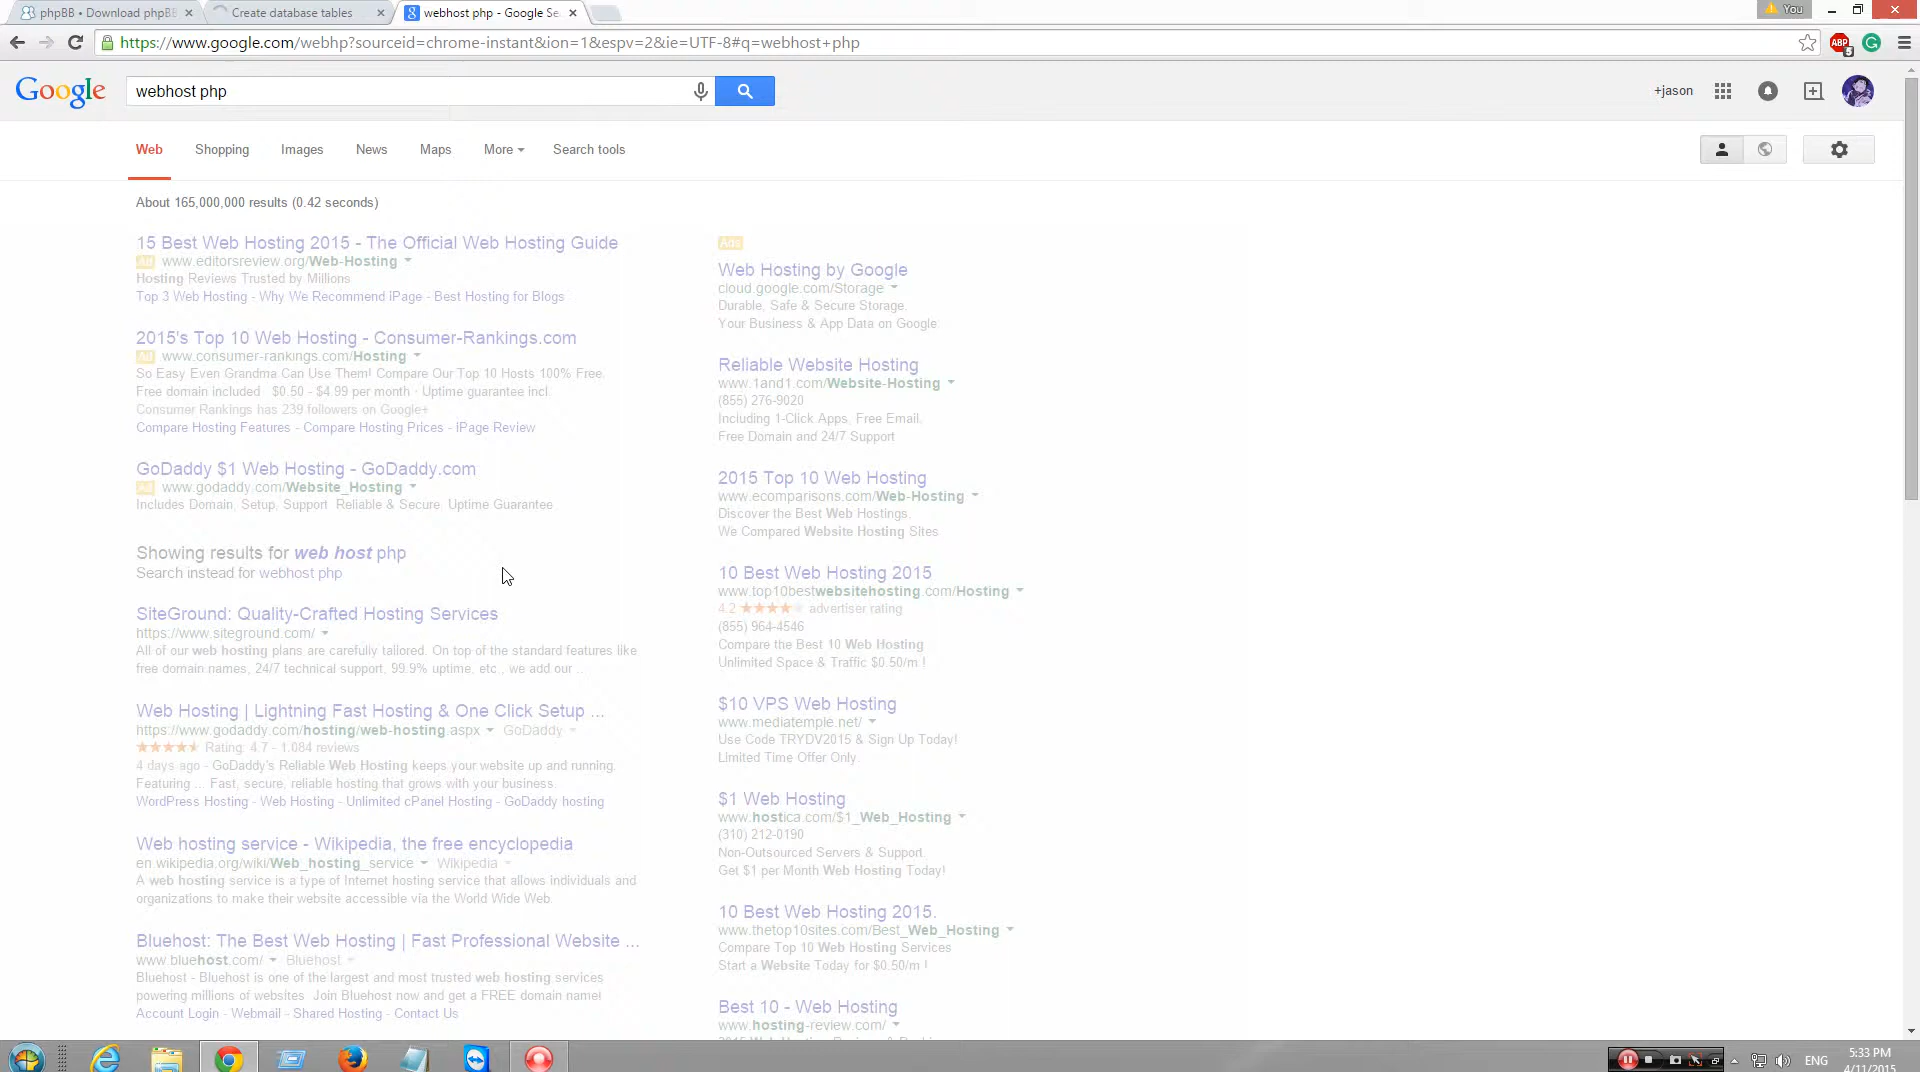 phpBB • Download phpBB
Create database tables
webhost php - Google Se
You
https://www.google.com/webhp?sourceid=chrome-instant&ion=1&espv=2&ie=UTF-8#q=webhost+php
ABP
Google
webhost php
+jason
Web
Shopping
Images
News
Maps
More
Search tools
About 165,000,000 results (0.42 seconds)
15 Best Web Hosting 2015 - The Official Web Hosting Guide
Ad www.editorsreview.org/Web-Hosting
Hosting Reviews Trusted by Millions
Top 3 Web Hosting - Why We Recommend iPage - Best Hosting for Blogs
2015's Top 10 Web Hosting - Consumer-Rankings.com
Ad www.consumer-rankings.com/Hosting
So Easy Even Grandma Can Use Them! Compare Our Top 10 Hosts 100% Free.
Free domain included · $0.50 - $4.99 per month · Uptime guarantee incl.
Consumer Rankings has 239 followers on Google+
Compare Hosting Features - Compare Hosting Prices - iPage Review
GoDaddy $1 Web Hosting - GoDaddy.com
Ad www.godaddy.com/Website_Hosting
Includes Domain, Setup, Support. Reliable & Secure. Uptime Guarantee
Showing results for web host php
Search instead for webhost php
SiteGround: Quality-Crafted Hosting Services
https://www.siteground.com/
All of our web hosting plans are carefully tailored. On top of the standard features like
free domain names, 24/7 technical support, 99.9% uptime, etc., we add our ...
Web Hosting | Lightning Fast Hosting & One Click Setup ...
https://www.godaddy.com/hosting/web-hosting.aspx GoDaddy
Rating: 4.7 - 1,084 reviews
4 days ago - GoDaddy's Reliable Web Hosting keeps your website up and running.
Featuring ... Fast, secure, reliable hosting that grows with your business.
WordPress Hosting - Web Hosting - Unlimited cPanel Hosting - GoDaddy hosting
Web hosting service - Wikipedia, the free encyclopedia
en.wikipedia.org/wiki/Web_hosting_service Wikipedia
A web hosting service is a type of Internet hosting service that allows individuals and
organizations to make their website accessible via the World Wide Web.
Bluehost: The Best Web Hosting | Fast Professional Website ...
www.bluehost.com/ Bluehost
Bluehost - Bluehost is one of the largest and most trusted web hosting services
powering millions of websites. Join Bluehost now and get a FREE domain name!
Account Login - Webmail - Shared Hosting - Contact Us
Ads
Web Hosting by Google
cloud.google.com/Storage
Durable, Safe & Secure Storage.
Your Business & App Data on Google
Reliable Website Hosting
www.1and1.com/Website-Hosting
(855) 276-9020
Including 1-Click Apps, Free Email.
Free Domain and 24/7 Support
2015 Top 10 Web Hosting
www.ecomparisons.com/Web-Hosting
Discover the Best Web Hostings.
We Compared Website Hosting Sites
10 Best Web Hosting 2015
www.top10bestwebsitehosting.com/Hosting
4.2 advertiser rating
(855) 964-4546
Compare the Best 10 Web Hosting
Unlimited Space & Traffic $0.50/m !
$10 VPS Web Hosting
www.mediatemple.net/
Use Code TRYDV2015 & Sign Up Today!
Limited Time Offer Only.
$1 Web Hosting
www.hostica.com/$1_Web_Hosting
(310) 212-0190
Non-Outsourced Servers & Support.
Get $1 per Month Web Hosting Today!
10 Best Web Hosting 2015.
www.thetop10sites.com/Best_Web_Hosting
Compare Top 10 Web Hosting Services
Start a Website Today for $0.50/m !
Best 10 - Web Hosting
www.hosting-review.com/
ENG
5:33 PM
4/11/2015